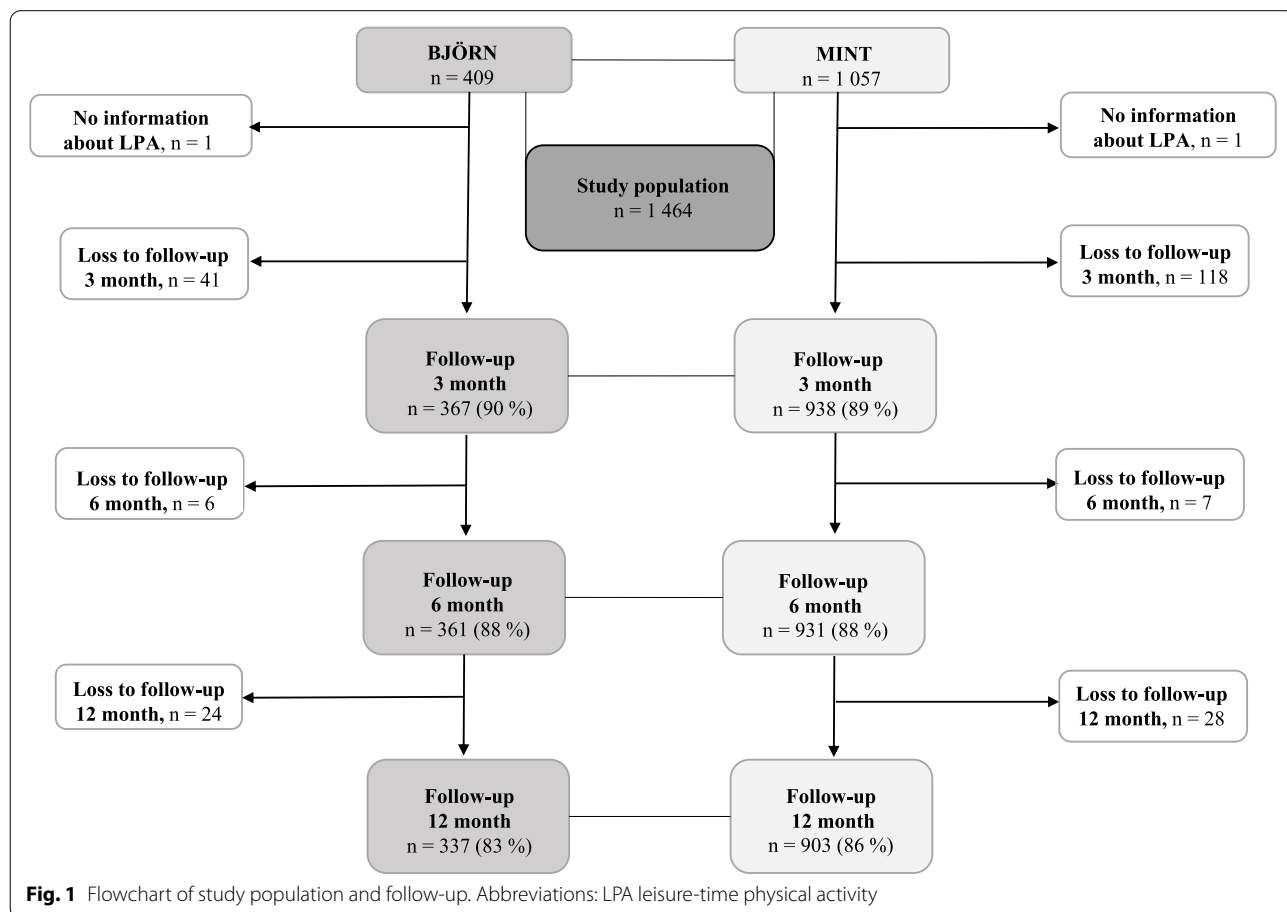 BJÖRN
n = 409
MINT
n = 1 057
No information
about LPA, n = 1
No information
about LPA, n = 1
Study population
n = 1 464
Loss to follow-up
3 month, n = 41
Loss to follow-up
3 month, n = 118
Follow-up
3 month
n = 367 (90 %)
Follow-up
3 month
n = 938 (89 %)
Loss to follow-up
6 month, n = 6
Loss to follow-up
6 month, n = 7
Follow-up
6 month
n = 361 (88 %)
Follow-up
6 month
n = 931 (88 %)
Loss to follow-up
12 month, n = 24
Loss to follow-up
12 month, n = 28
Follow-up
12 month
n = 337 (83 %)
Follow-up
12 month
n = 903 (86 %)
Fig. 1 Flowchart of study population and follow-up. Abbreviations: LPA leisure-time physical activity